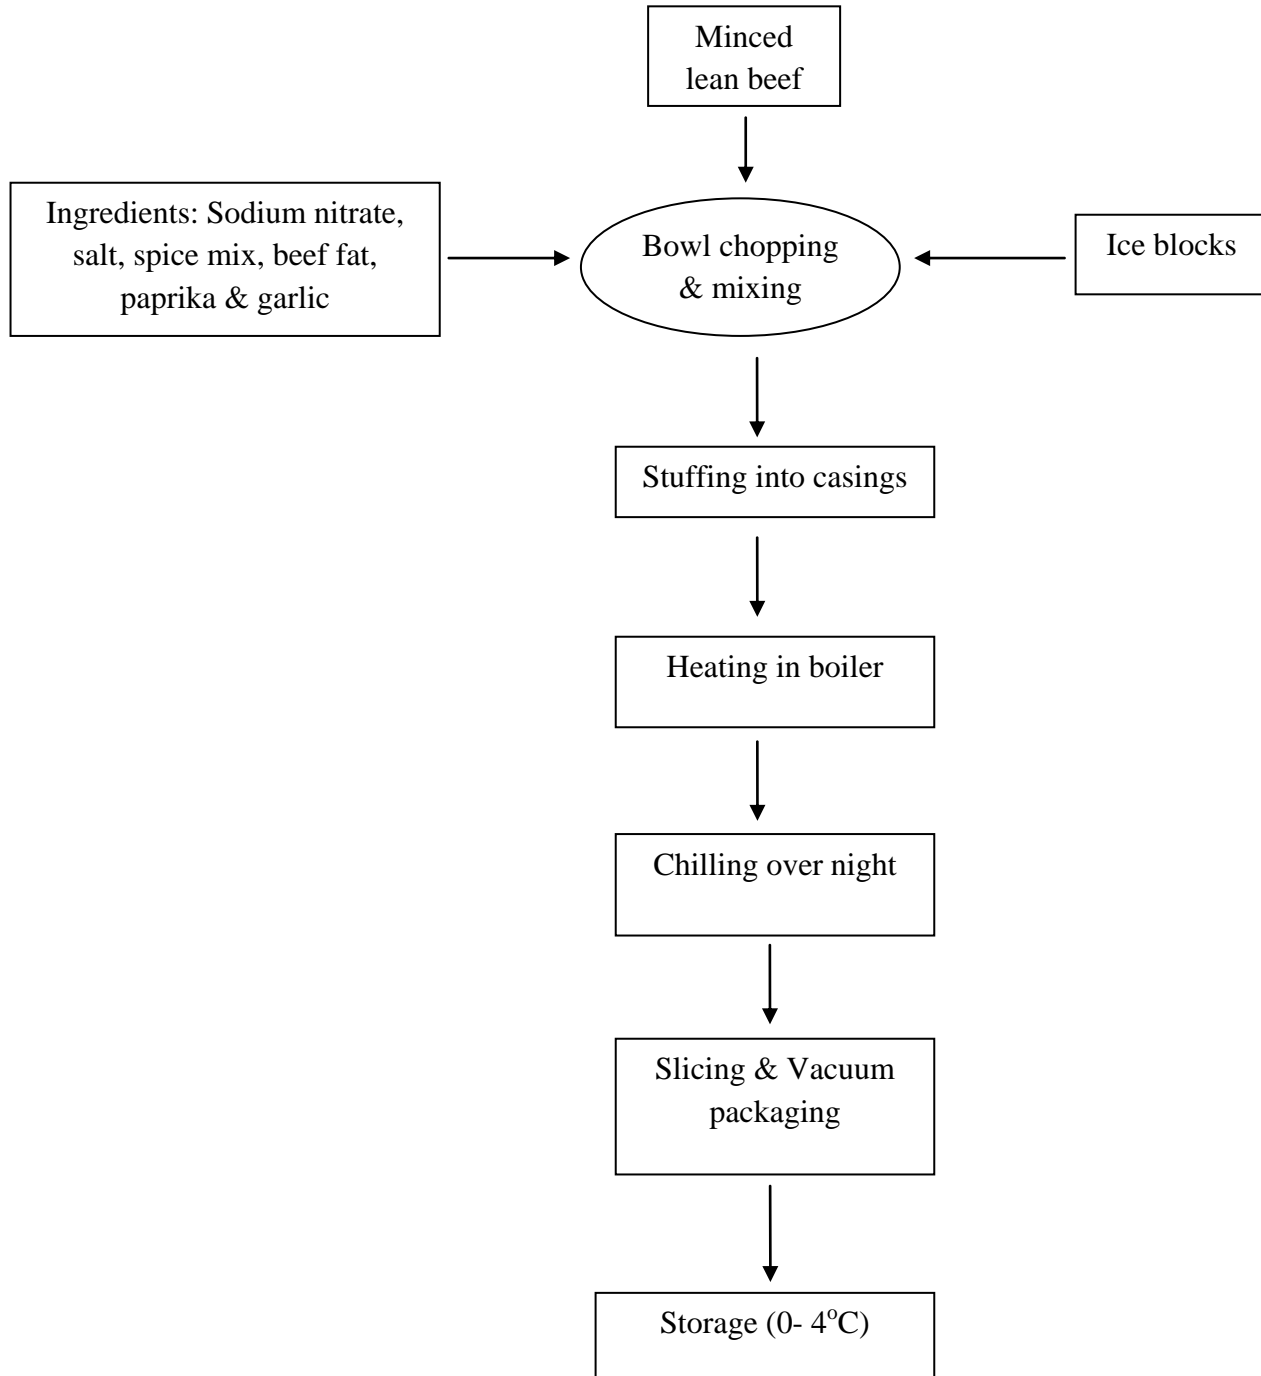 Minced
lean beef
Ingredients: Sodium nitrate,
salt, spice mix, beef fat,
paprika & garlic
Bowl chopping
& mixing
Ice blocks
Stuffing into casings
Heating in boiler
Chilling over night
Slicing & Vacuum
packaging
Storage (0- 4°C)